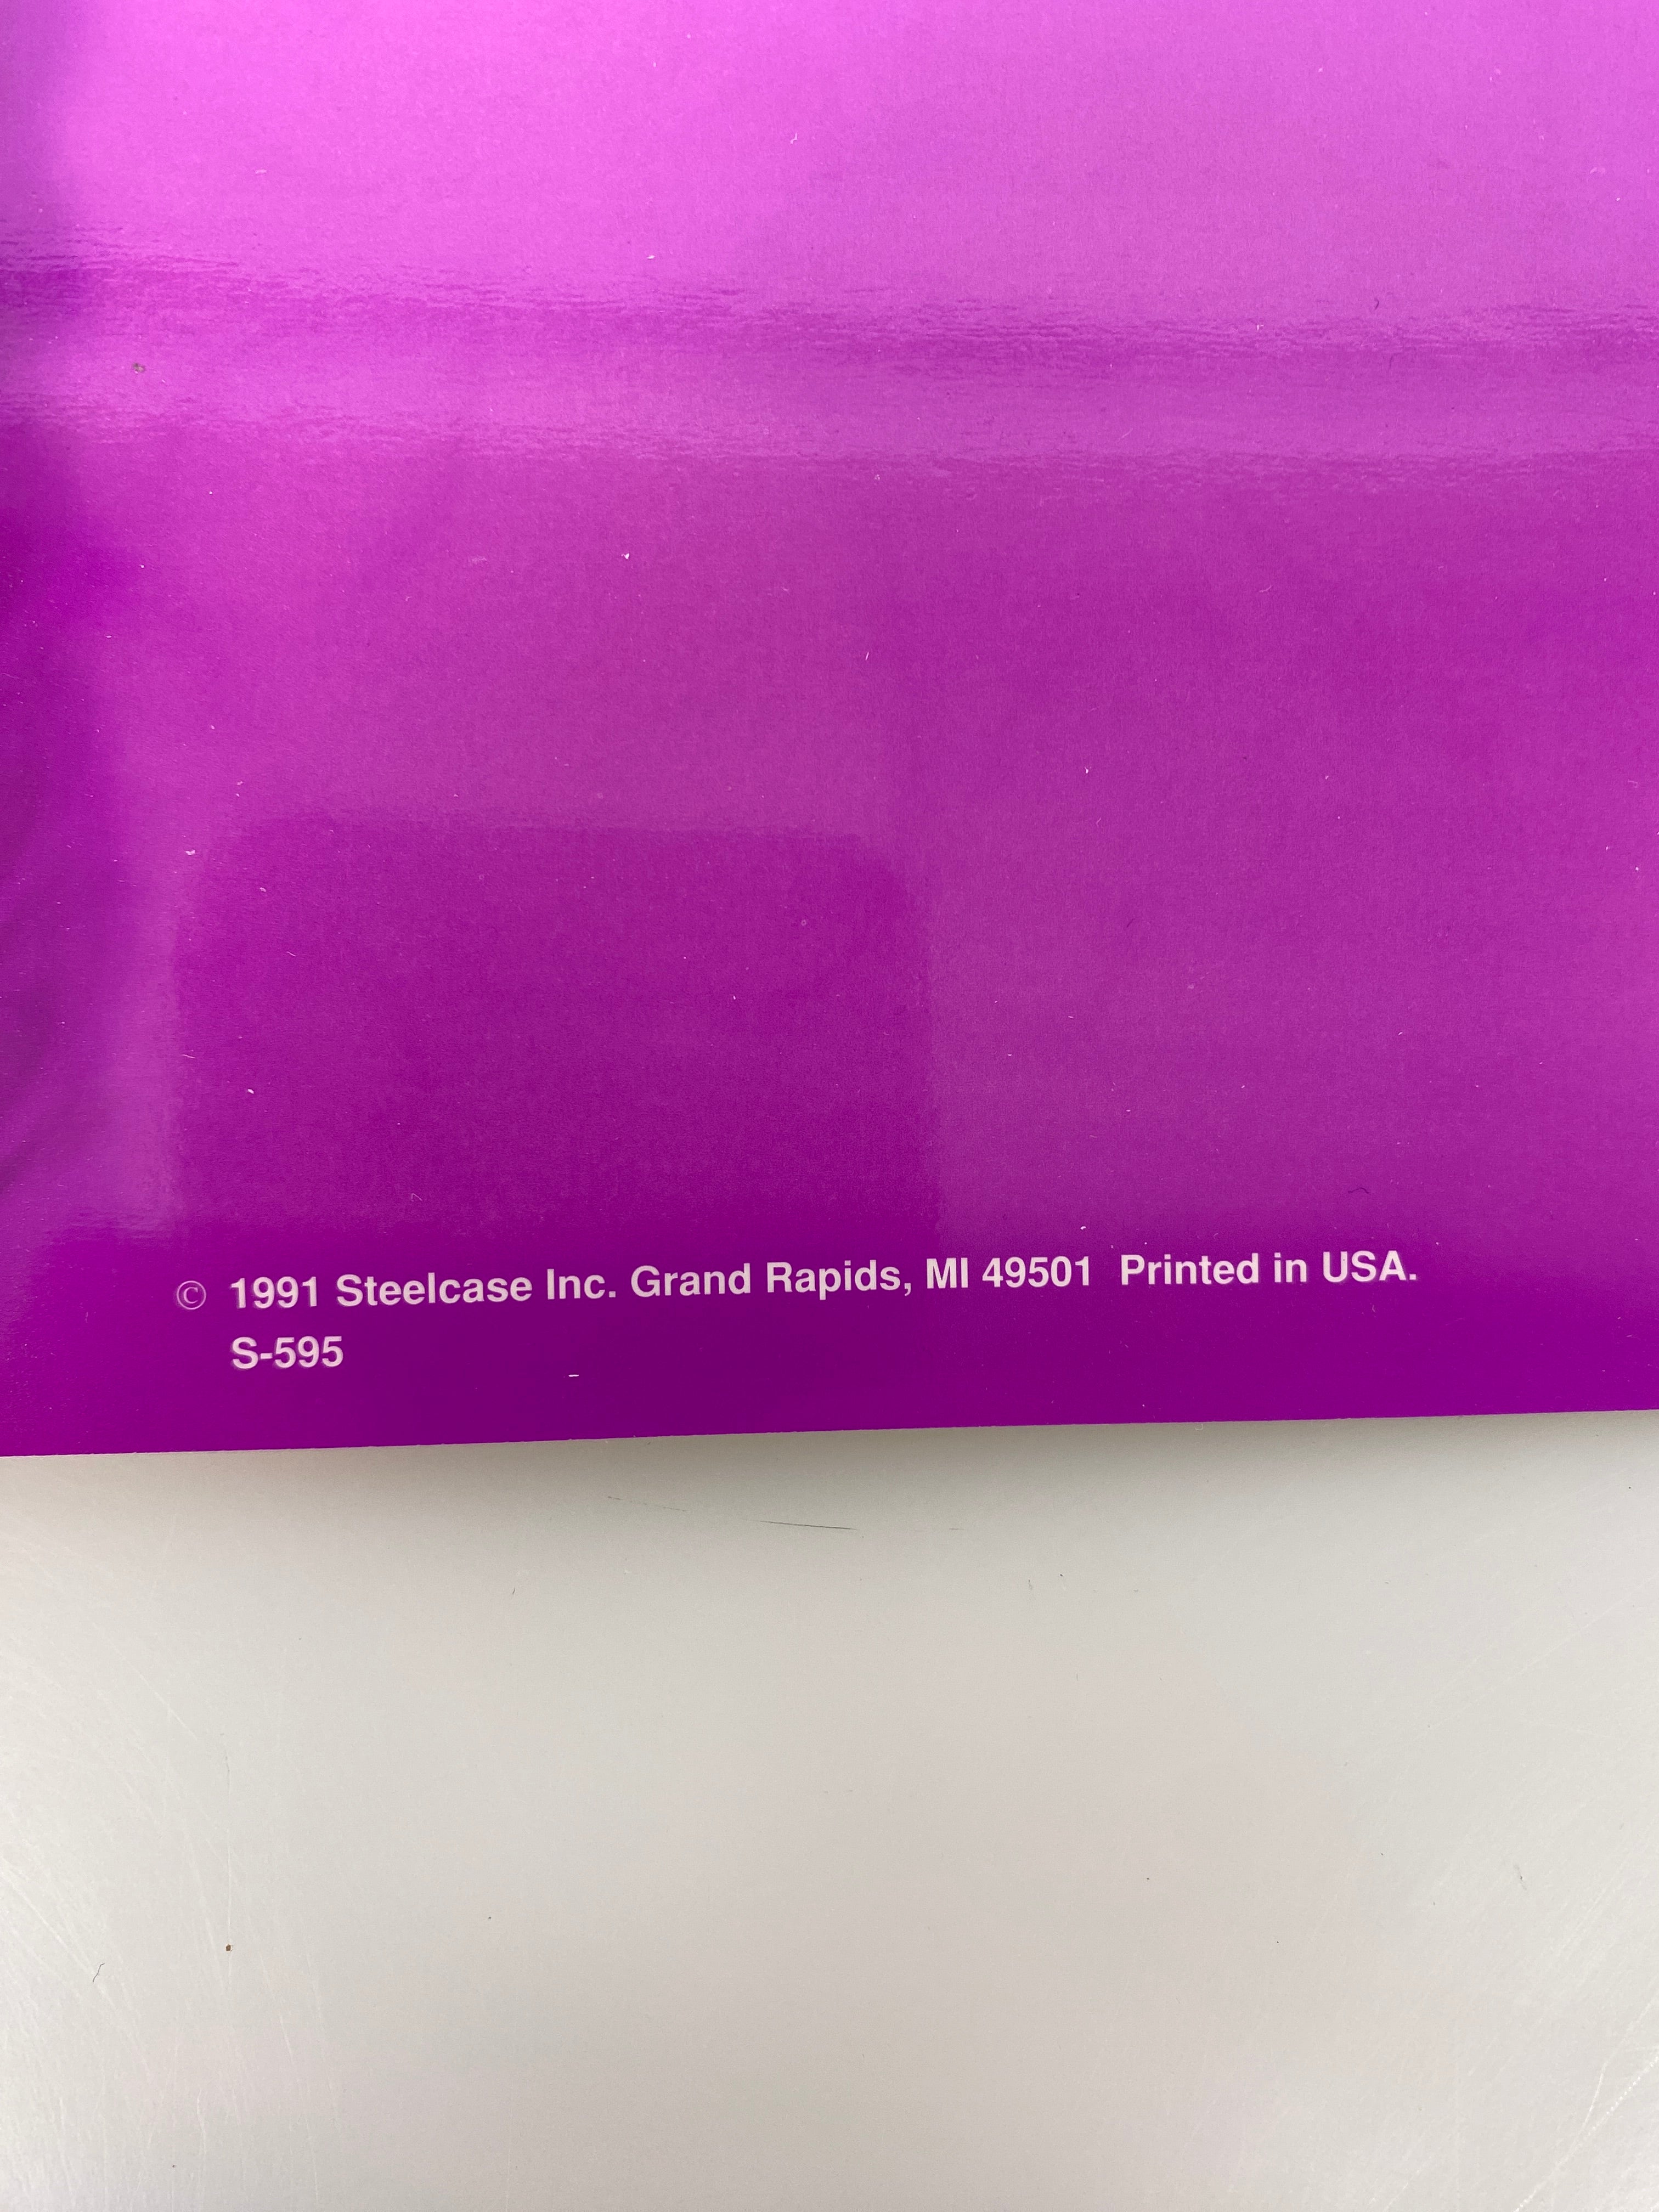 © 1991 Steelcase Inc. Grand Rapids, MI 49501 Printed in USA.
S-595